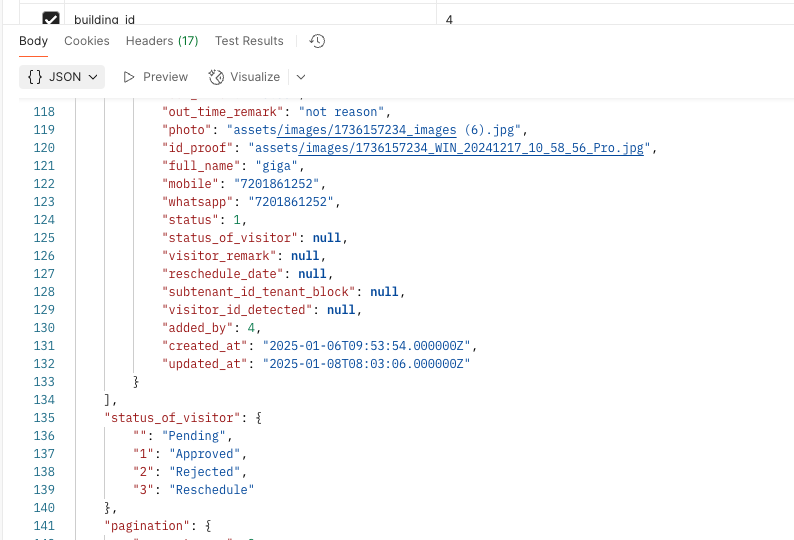 building_id 4
Body Cookies Headers (17) Test Results
{} JSON Preview Visualize
118 "out_time_remark": "not reason",
119 "photo": "assets/images/1736157234_images (6).jpg",
120 "id_proof": "assets/images/1736157234_WIN_20241217_10_58_56_Pro.jpg",
121 "full_name": "giga",
122 "mobile": "7201861252",
123 "whatsapp": "7201861252",
124 "status": 1,
125 "status_of_visitor": null,
126 "visitor_remark": null,
127 "reschedule_date": null,
128 "subtenant_id_tenant_block": null,
129 "visitor_id_detected": null,
130 "added_by": 4,
131 "created_at": "2025-01-06T09:53:54.000000Z",
132 "updated_at": "2025-01-08T08:03:06.000000Z"
133 }
134 ],
135 "status_of_visitor": {
136 "": "Pending",
137 "1": "Approved",
138 "2": "Rejected",
139 "3": "Reschedule"
140 },
141 "pagination": {